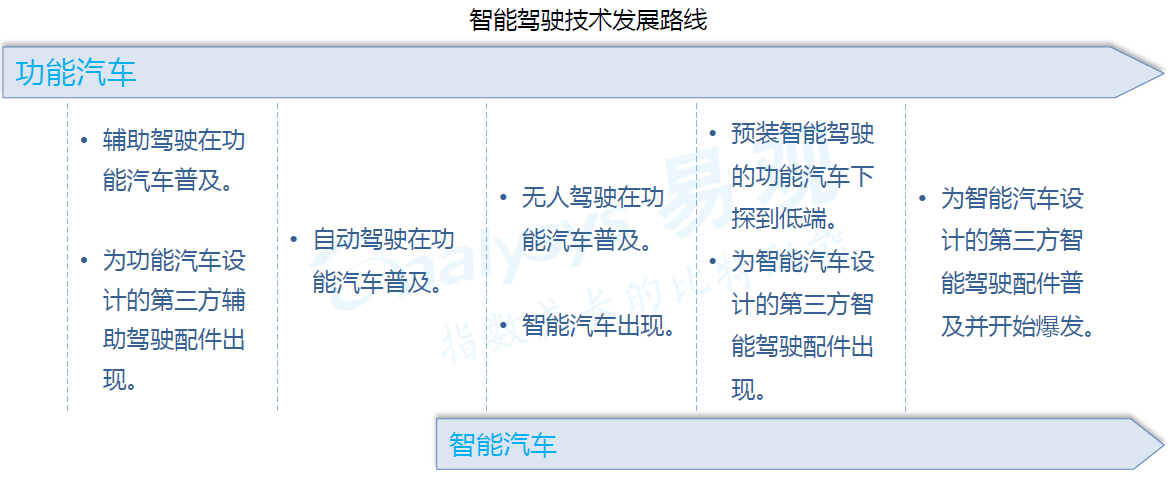 智能驾驶技术发展路线
功能汽车
• 辅助驾驶在功
能汽车普及。
• 为功能汽车设
计的第三方辅
助驾驶配件出
现。
• 自动驾驶在功
能汽车普及。
• 无人驾驶在功
能汽车普及。
• 智能汽车出现。
• 预装智能驾驶
的功能汽车下
探到低端。
• 为智能汽车设
计的第三方智
能驾驶配件出
现。
• 为智能汽车设
计的第三方智
能驾驶配件普
及并开始爆发。
智能汽车
analysys 易观
指数成长的比特动能